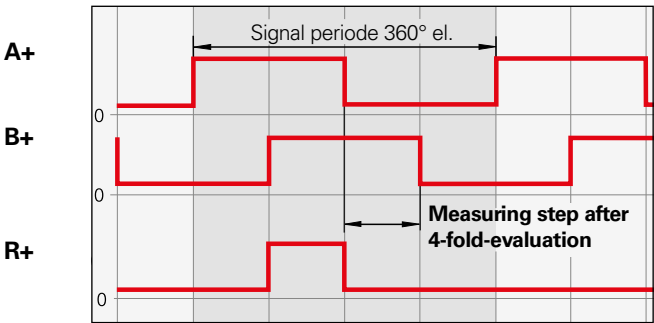 Signal periode 360° el.
A+
0
B+
0
Measuring step after
4-fold-evaluation
R+
0